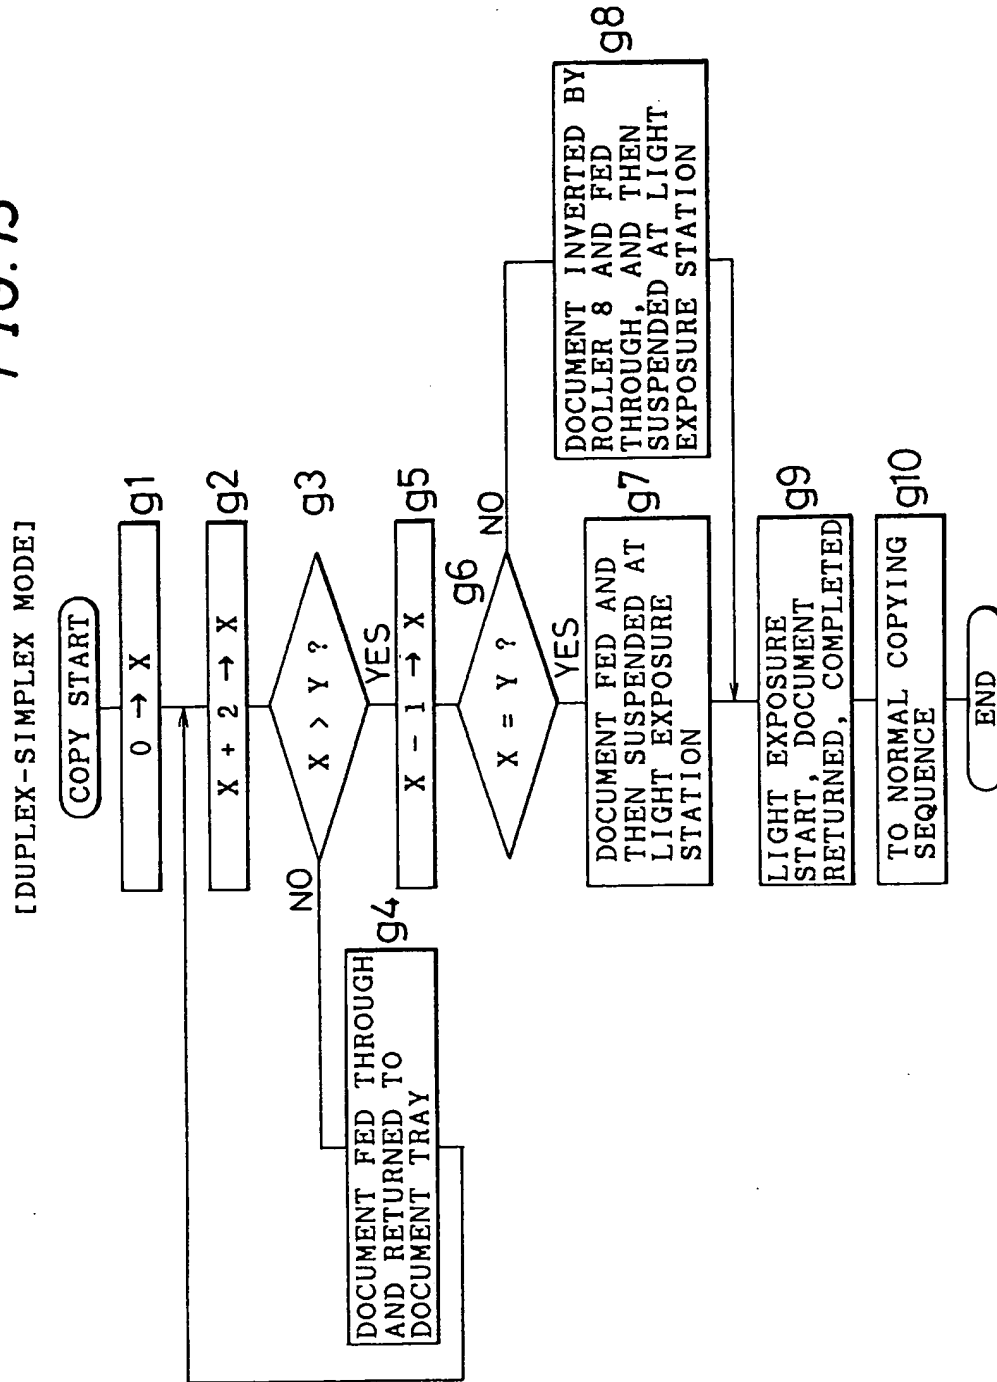 FIG. 13
[DUPLEX-SIMPLEX MODE]
COPY START
0 → X
g1
X + 2 → X
g2
X > Y ?
g3
NO
YES
DOCUMENT FED THROUGH
AND RETURNED TO
DOCUMENT TRAY
g4
X - 1 → X
g5
X = Y ?
g6
NO
YES
DOCUMENT FED AND
THEN SUSPENDED AT
LIGHT EXPOSURE
STATION
g7
DOCUMENT INVERTED BY
ROLLER 8 AND FED
THROUGH, AND THEN
SUSPENDED AT LIGHT
EXPOSURE STATION
g8
LIGHT EXPOSURE
START, DOCUMENT
RETURNED, COMPLETED
g9
TO NORMAL COPYING
SEQUENCE
g10
END